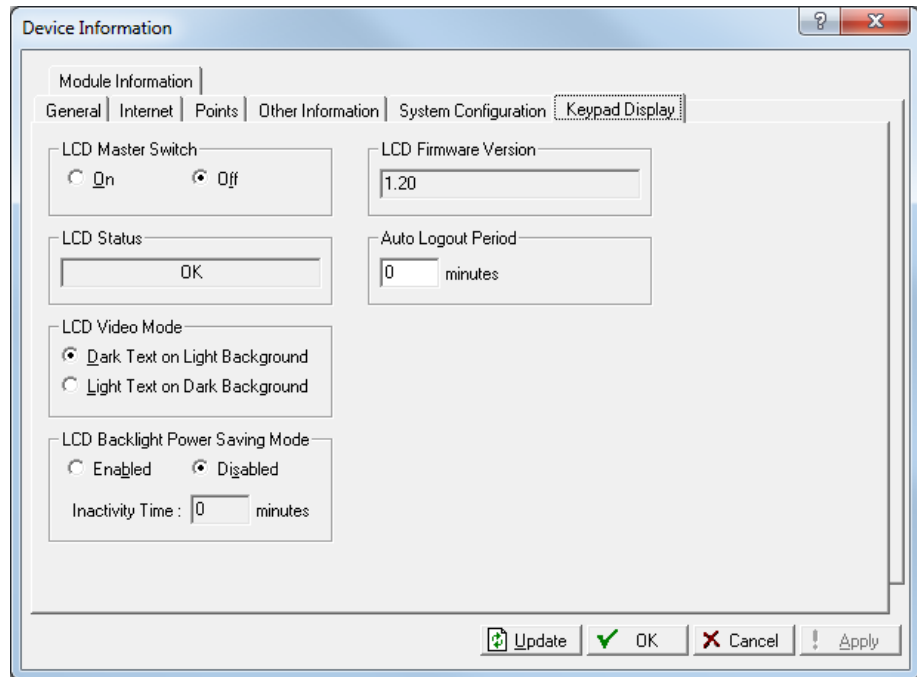 Device Information
Module Information
General Internet Points Other Information System Configuration Keypad Display
LCD Master Switch
On Off
LCD Firmware Version
1.20
LCD Status
OK
Auto Logout Period
0 minutes
LCD Video Mode
Dark Text on Light Background
Light Text on Dark Background
LCD Backlight Power Saving Mode
Enabled Disabled
Inactivity Time : 0 minutes
Update OK Cancel Apply